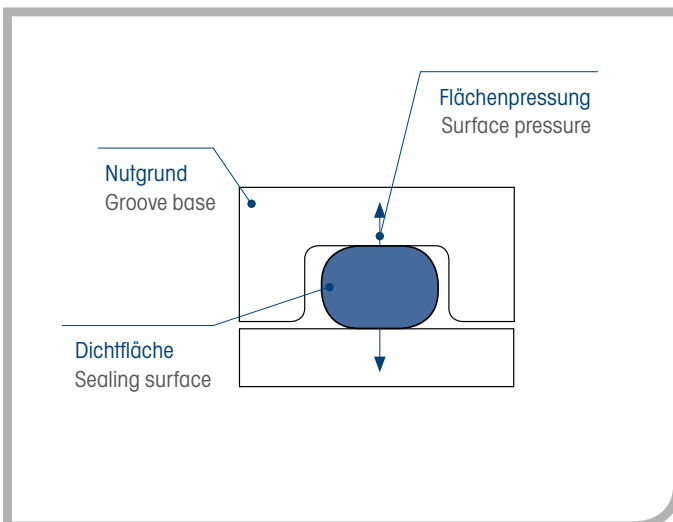 Flächenpressung
Surface pressure
Nutgrund
Groove base
Dichtfläche
Sealing surface